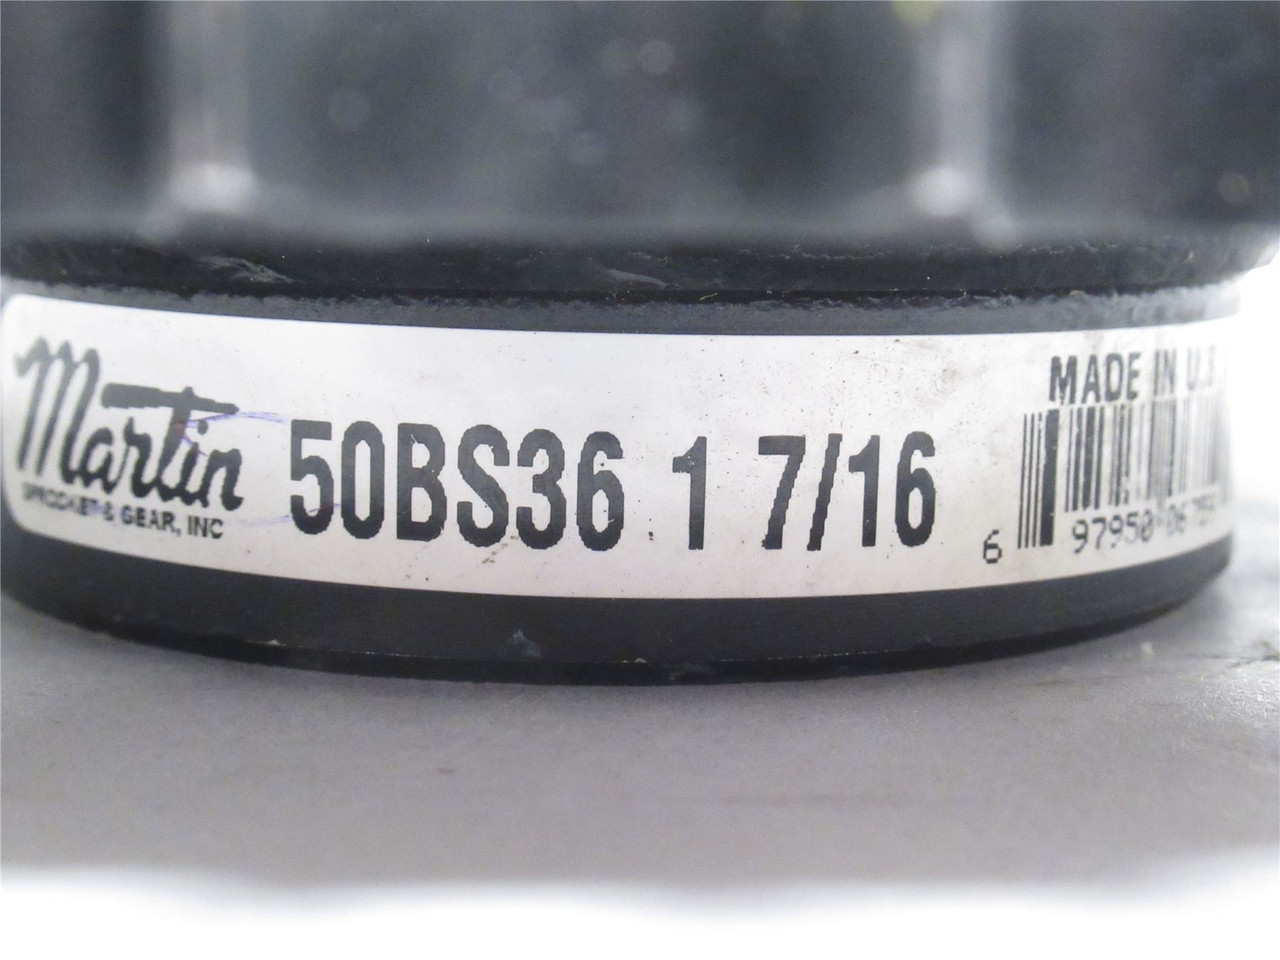 Martin
SPROCKET & GEAR, INC
50BS36 1 7/16
MADE IN U.S
6 97950